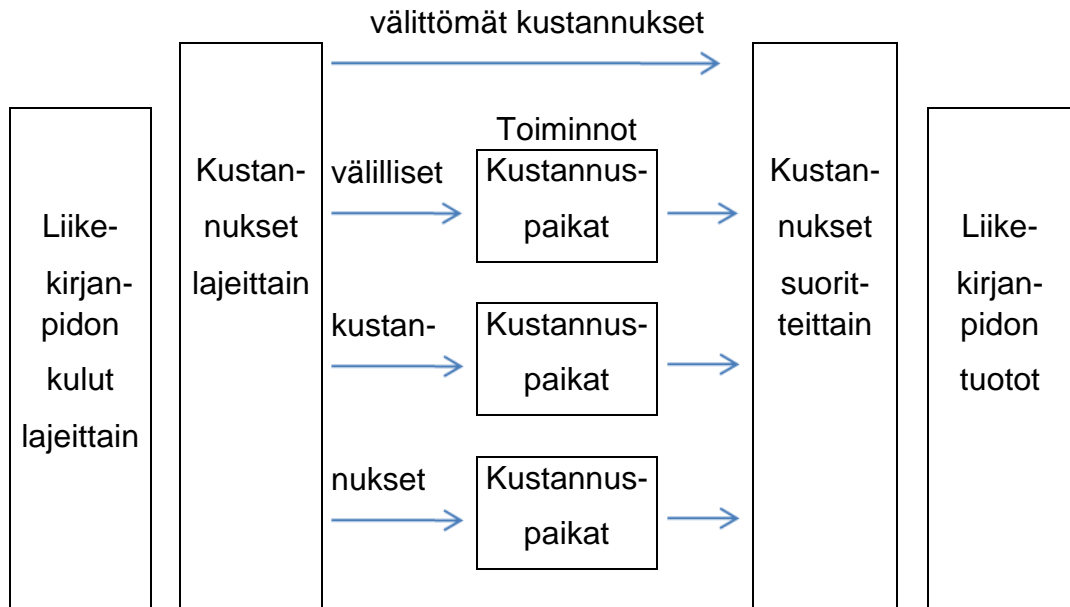 välittömät kustannukset
Liike-
kirjan-
pidon
kulut
lajeittain
Kustan-
nukset
lajeittain
välilliset
kustan-
nukset
Toiminnot
Kustannus-
paikat
Kustannus-
paikat
Kustannus-
paikat
Kustan-
nukset
suorit-
teittain
Liike-
kirjan-
pidon
tuotot